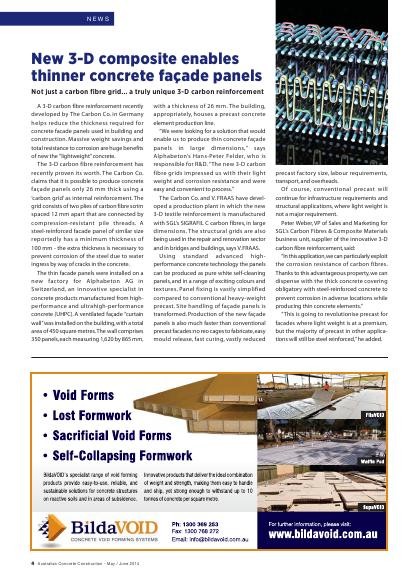 NEWS
New 3-D composite enables
thinner concrete façade panels
Not just a carbon fibre grid... a truly unique 3-D carbon reinforcement
A 3-D carbon fibre reinforcement recently
developed by The Carbon Co. in Germany
helps reduce the thickness required for
concrete facade panels used in building and
construction. Massive weight savings and
total resistance to corrosion are huge benefits
of new the "lightweight" concrete.
The 3-D carbon fibre reinforcement has
recently proven its worth. The Carbon Co.
claims that it is possible to produce concrete
façade panels only 26 mm thick using a
'carbon grid' as internal reinforcement. The
grid consists of two plies of carbon fibre sorim
spaced 12 mm apart that are connected by
compression-resistant pile threads. A
steel-reinforced façade panel of similar size
reportedly has a minimum thickness of
100 mm - the extra thickness is necessary to
prevent corrosion of the steel due to water
ingress by way of cracks in the concrete.
The thin façade panels were installed on a
new factory for Alphabeton AG in
Switzerland, an innovative specialist in
concrete products manufactured from high-
performance and ultrahigh-performance
concrete (UHPC). A ventilated façade "curtain
wall" was installed on the building, with a total
area of 450 square metres. The wall comprises
350 panels, each measuring 1,620 by 865 mm,
with a thickness of 26 mm. The building,
appropriately, houses a precast concrete
element production line.
"We were looking for a solution that would
enable us to produce thin concrete façade
panels in large dimensions," says
Alphabeton's Hans-Peter Felder, who is
responsible for R&D. "The new 3-D carbon
fibre grids impressed us with their light
weight and corrosion resistance and were
easy and convenient to process."
The Carbon Co. and V. FRAAS have devel-
oped a production plant in which the new
3-D textile reinforcement is manufactured
with SGL's SIGRAFIL C carbon fibres, in large
dimensions. The structural grids are also
being used in the repair and renovation sector
and in bridges and buildings, says V. FRAAS.
Using standard advanced high-
performance concrete technology the panels
can be produced as pure white self-cleaning
panels, and in a range of exciting colours and
textures. Panel fixing is vastly simplified
compared to conventional heavy-weight
precast. Site handling of façade panels is
transformed. Production of the new façade
panels is also much faster than conventional
precast facades no reo cages to fabricate, easy
mould release, fast curing, vastly reduced
precast factory size, labour requirements,
transport, and overheads.
Of course, conventional precast will
continue for infrastructure requirements and
structural applications, where light weight is
not a major requirement.
Peter Weber, VP of Sales and Marketing for
SGL's Carbon Fibres & Composite Materials
business unit, supplier of the innovative 3-D
carbon fibre reinforcement, said:
"In this application, we can particularly exploit
the corrosion resistance of carbon fibres.
Thanks to this advantageous property, we can
dispense with the thick concrete covering
obligatory with steel-reinforced concrete to
prevent corrosion in adverse locations while
producing thin concrete elements."
"This is going to revolutionise precast for
facades where light weight is at a premium,
but the majority of precast in other applica-
tions will still be steel reinforced," he added.
• Void Forms
• Lost Formwork
• Sacrificial Void Forms
• Self-Collapsing Formwork
BildaVOID's specialist range of void forming
products provide easy-to-use, reliable, and
sustainable solutions for concrete structures
on reactive soils and in areas of subsidence.
Innovative products that deliver the ideal combination
of weight and strength, making them easy to handle
and ship, yet strong enough to withstand up to 10
tonnes of concrete per square metre.
FibaVOID
Waffle Pod
SupaVOID
BildaVOID
CONCRETE VOID FORMING SYSTEMS
Ph: 1300 369 253
Fax: 1300 768 272
Email: info@bildavoid.com.au
For further information, please visit:
www.bildavoid.com.au
4 Australian Concrete Construction - May / June 2014